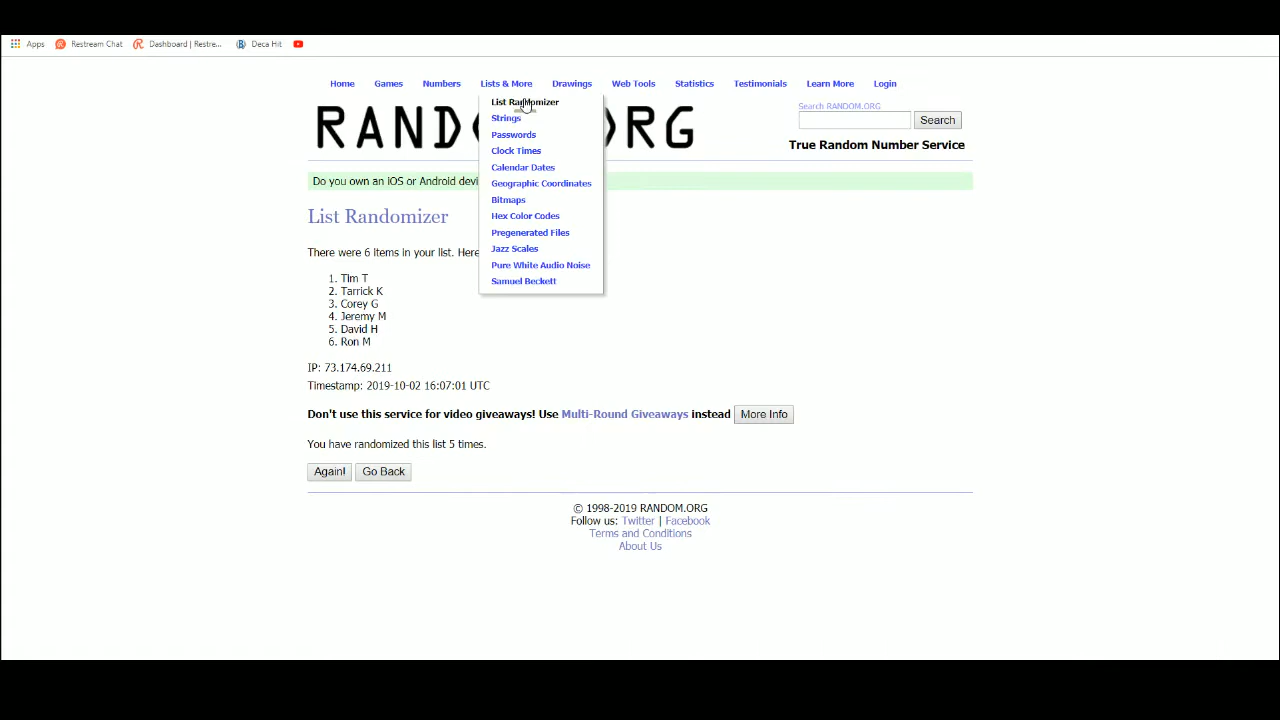 Apps Restream Chat Dashboard | Restre... Deca Hit
Home Games Numbers Lists & More Drawings Web Tools Statistics Testimonials Learn More Login
List Randomizer
Strings
Passwords
Clock Times
Calendar Dates
Geographic Coordinates
Bitmaps
Hex Color Codes
Pregenerated Files
Jazz Scales
Pure White Audio Noise
Samuel Beckett
RAND RG
Search RANDOM.ORG
Search
True Random Number Service
Do you own an iOS or Android devi
List Randomizer
There were 6 items in your list. Here
1. Tim T
2. Tarrick K
3. Corey G
4. Jeremy M
5. David H
6. Ron M
IP: 73.174.69.211
Timestamp: 2019-10-02 16:07:01 UTC
Don't use this service for video giveaways! Use Multi-Round Giveaways instead More Info
You have randomized this list 5 times.
Again! Go Back
© 1998-2019 RANDOM.ORG
Follow us: Twitter | Facebook
Terms and Conditions
About Us